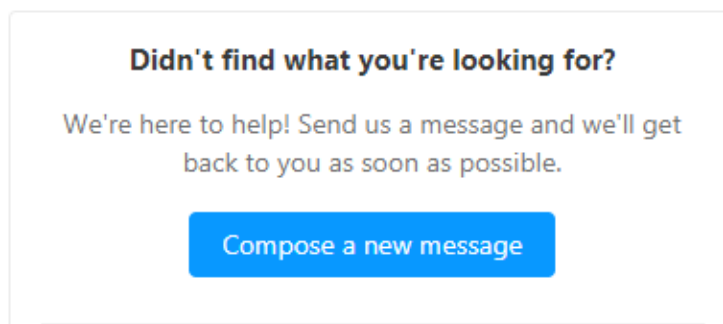 Didn't find what you're looking for?
We're here to help! Send us a message and we'll get
back to you as soon as possible.
Compose a new message